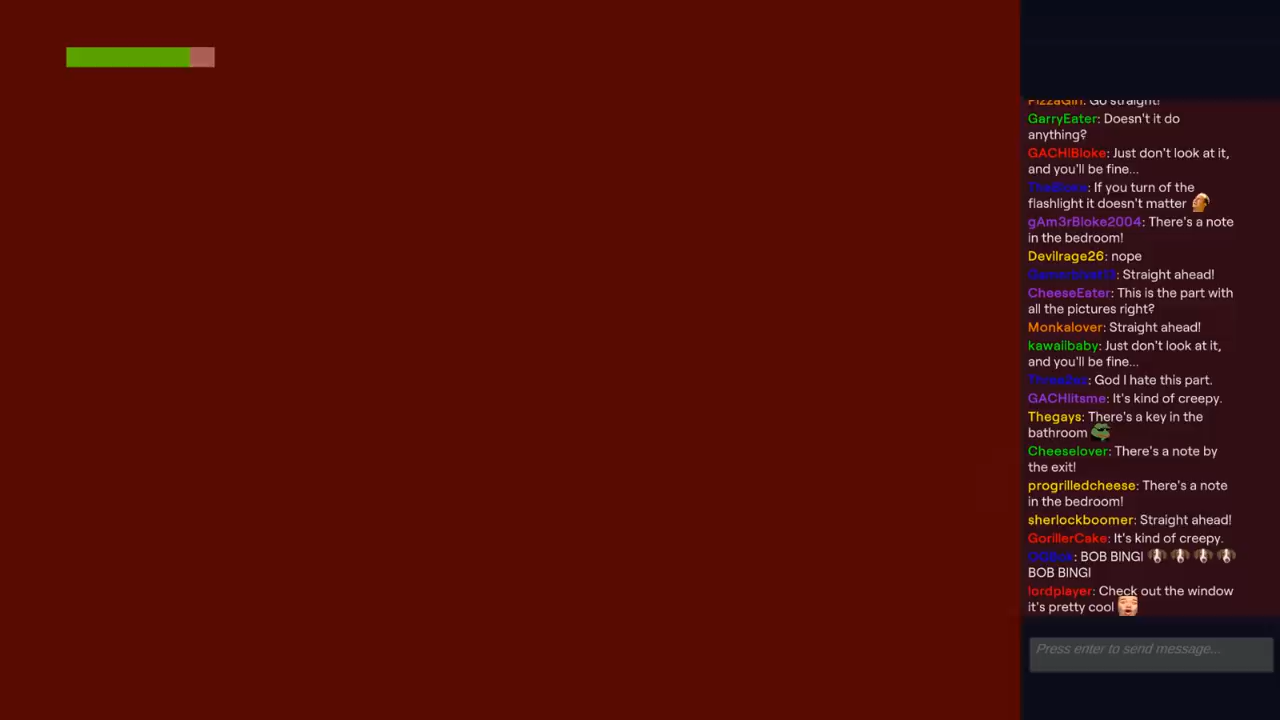 PizzaGirl: Go straight!
GarryEater: Doesn't it do
anything?
GACHIBloke: Just don't look at it,
and you'll be fine...
TheBloke: If you turn of the
flashlight it doesn't matter
gAm3rBloke2004: There's a note
in the bedroom!
Devilrage26: nope
: Straight ahead!
CheeseEater: This is the part with
all the pictures right?
Monkalover: Straight ahead!
kawaiibaby: Just don't look at it,
and you'll be fine...
: God I hate this part.
GACHIitsme: It's kind of creepy.
Thegays: There's a key in the
bathroom
Cheeselover: There's a note by
the exit!
progrilledcheese: There's a note
in the bedroom!
sherlockboomer: Straight ahead!
GorillerCake: It's kind of creepy.
: BOB BING!
BOB BING!
lordplayer: Check out the window
it's pretty cool
Press enter to send message...